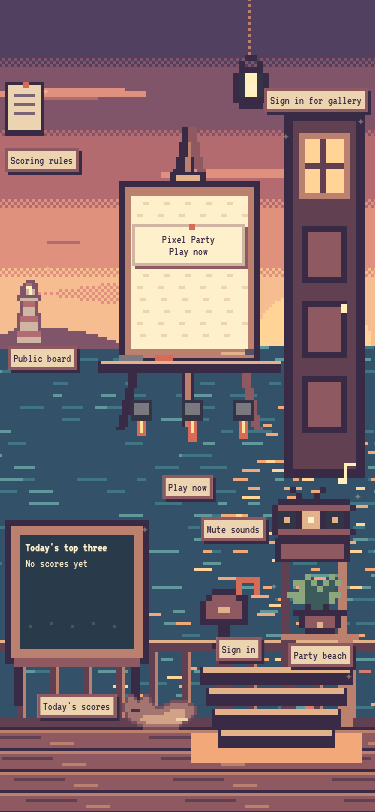 Sign in for gallery
Scoring rules
Pixel Party
Play now
Public board
Play now
Mute sounds
Today's top three
No scores yet
Sign in
Party beach
Today's scores